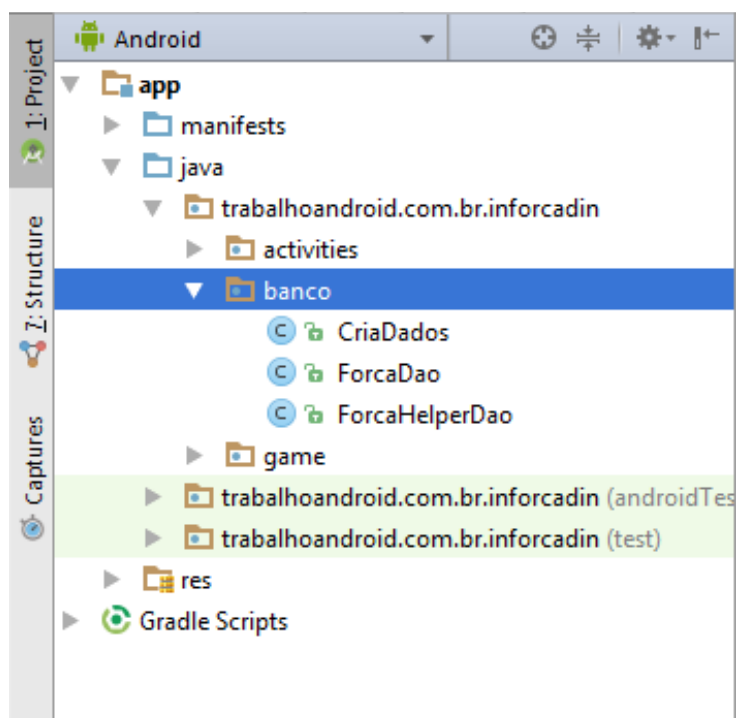 Android
app
manifests
java
trabalhoandroid.com.br.inforcadin
activities
banco
C CriaDados
C ForcaDao
C ForcaHelperDao
game
trabalhoandroid.com.br.inforcadin (androidTes
trabalhoandroid.com.br.inforcadin (test)
res
Gradle Scripts
1: Project
7: Structure
Captures